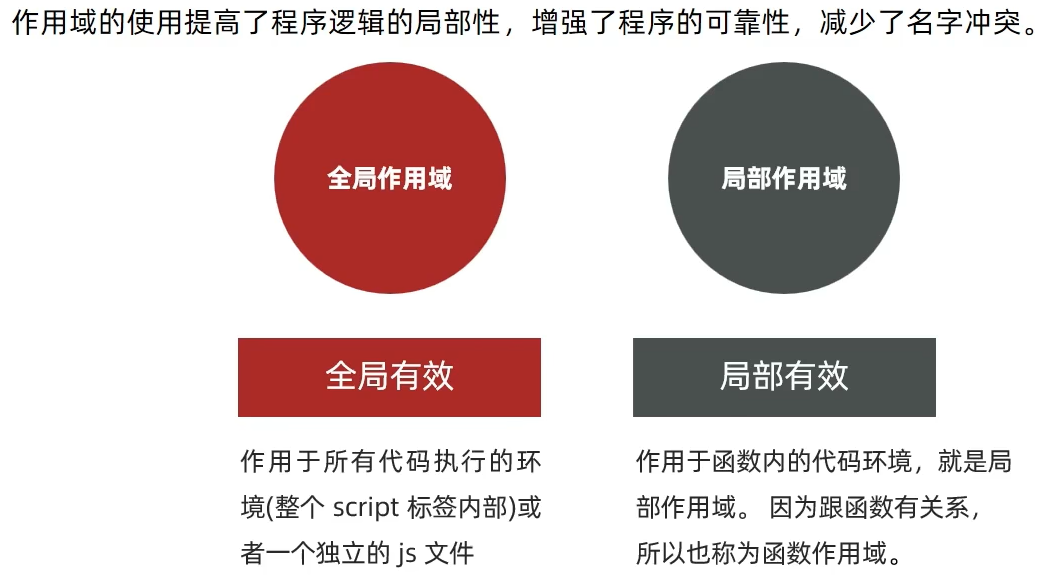 作用域的使用提高了程序逻辑的局部性，增强了程序的可靠性，减少了名字冲突。
全局作用域
局部作用域
全局有效
局部有效
作用于所有代码执行的环
境(整个 script 标签内部)或
者一个独立的 js 文件
作用于函数内的代码环境，就是局
部作用域。 因为跟函数有关系，
所以也称为函数作用域。